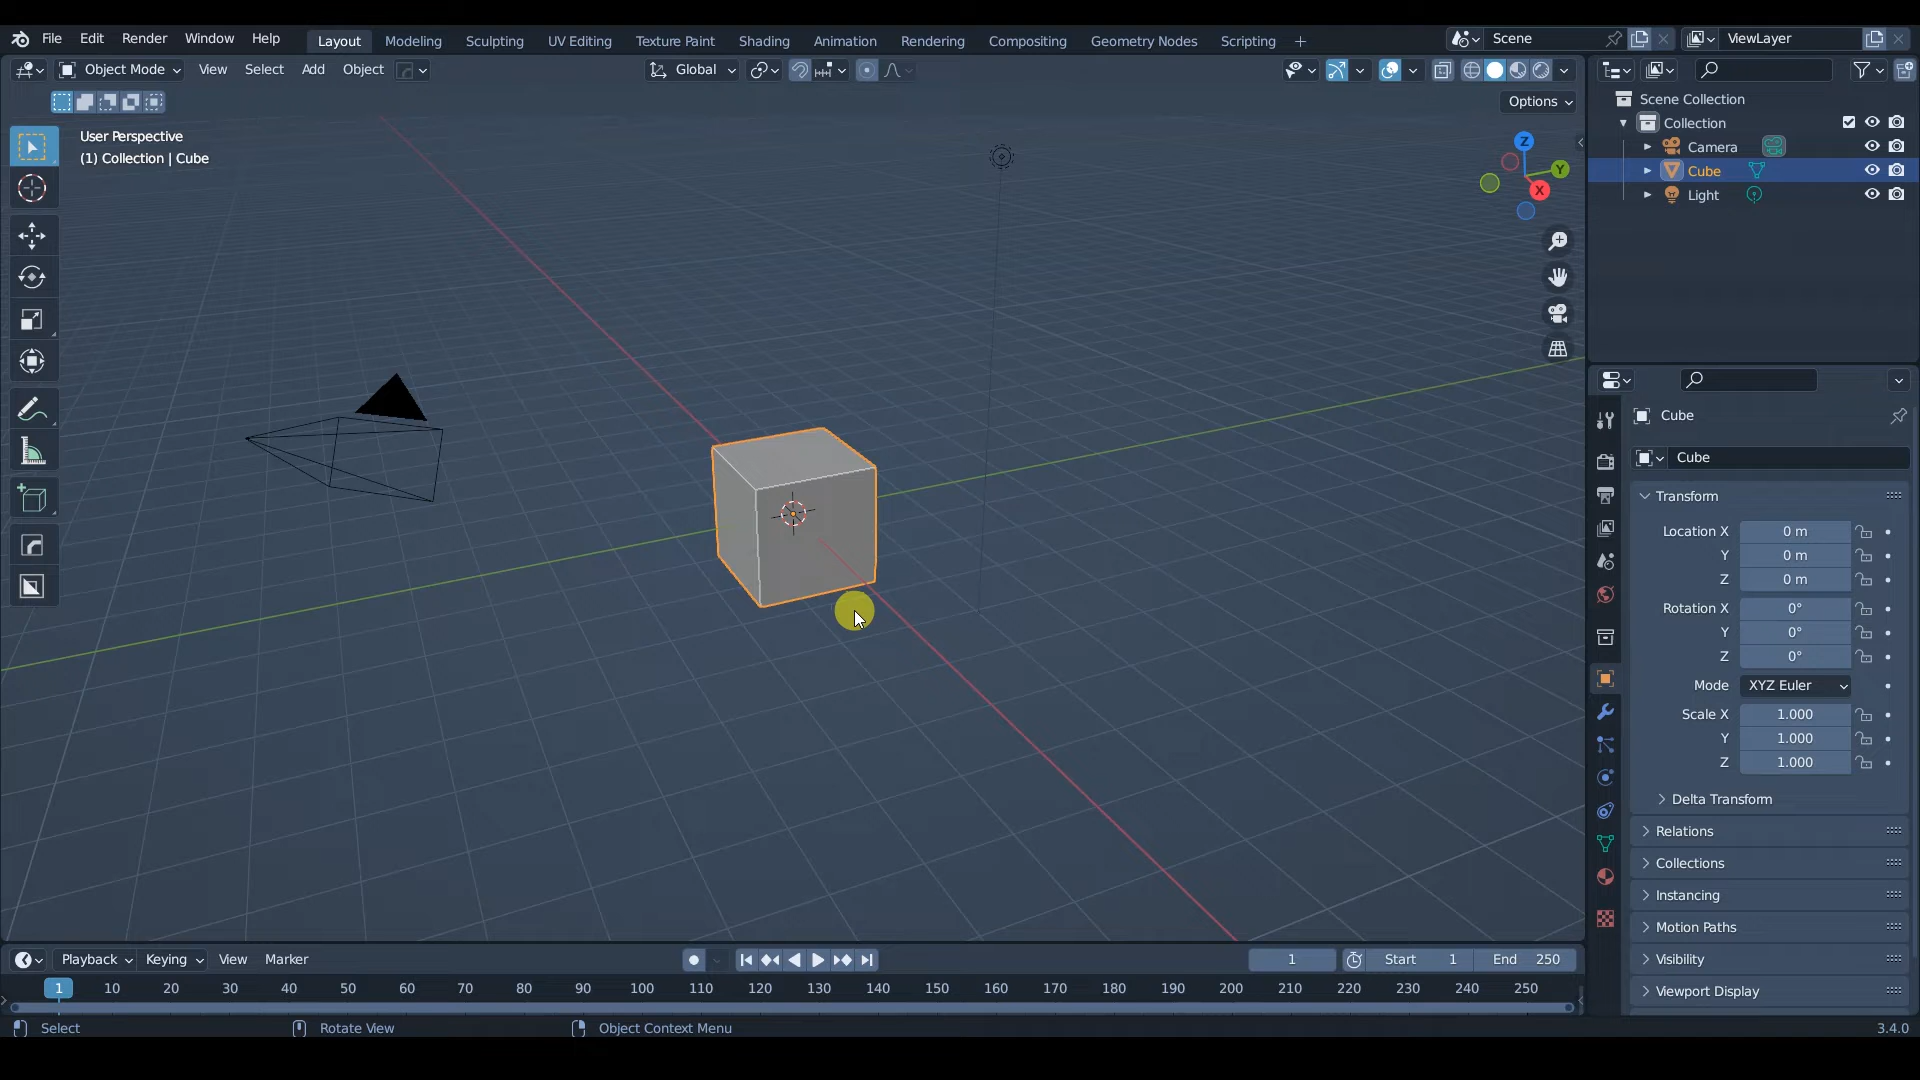 File Edit Render Window Help Layout Modeling Sculpting UV Editing Texture Paint Shading Animation Rendering Compositing Geometry Nodes Scripting + Scene ViewLayer
Object Mode View Select Add Object Global
Options
User Perspective
(1) Collection | Cube
Z
Y
X
Scene Collection
Collection
Camera
Cube
Light
Cube
Cube
Transform
Location X 0 m
Y 0 m
Z 0 m
Rotation X 0°
Y 0°
Z 0°
Mode XYZ Euler
Scale X 1.000
Y 1.000
Z 1.000
Delta Transform
Relations
Collections
Instancing
Motion Paths
Visibility
Viewport Display
Playback Keying View Marker 1 Start 1 End 250
1 10 20 30 40 50 60 70 80 90 100 110 120 130 140 150 160 170 180 190 200 210 220 230 240 250
Select Rotate View Object Context Menu 3.4.0